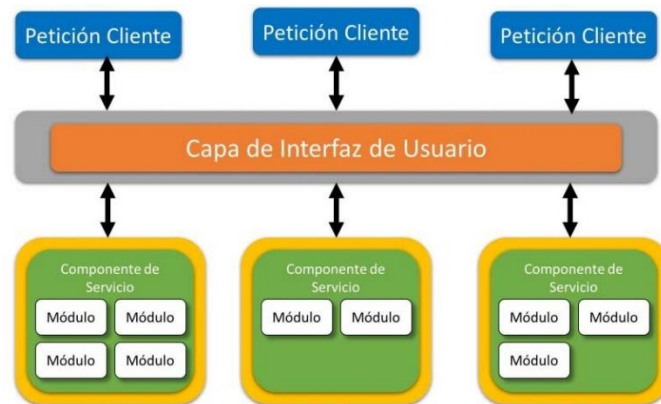 Petición Cliente
Petición Cliente
Petición Cliente
Capa de Interfaz de Usuario
Componente de
Servicio
Módulo
Módulo
Módulo
Módulo
Componente de
Servicio
Módulo
Módulo
Componente de
Servicio
Módulo
Módulo
Módulo